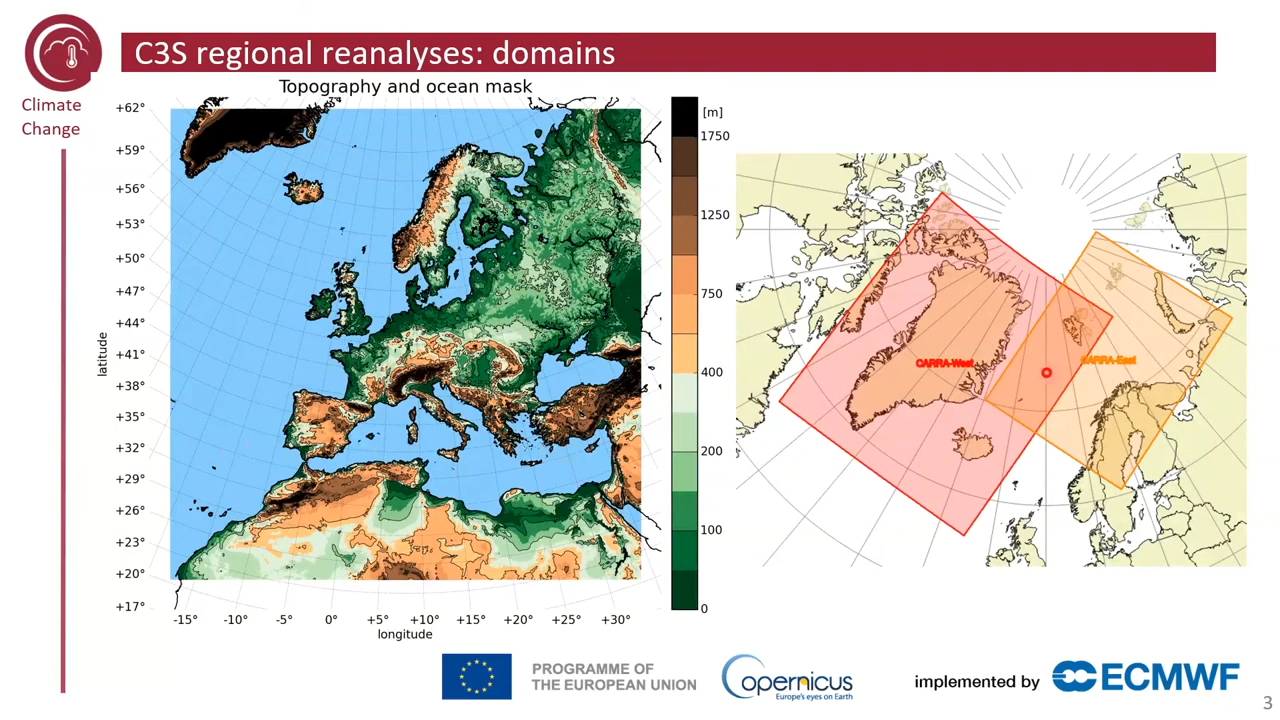 C3S regional reanalyses: domains
Climate
Change
Topography and ocean mask
[m]
1750
1250
750
400
200
100
0
latitude
+62°
+59°
+56°
+53°
+50°
+47°
+44°
+41°
+38°
+35°
+32°
+29°
+26°
+23°
+20°
+17°
-15°
-10°
-5°
0°
+5°
+10°
+15°
+20°
+25°
+30°
longitude
CARRA-West
CARRA-East
PROGRAMME OF
THE EUROPEAN UNION
opernicus
Europe's eyes on Earth
implemented by
ECMWF
3